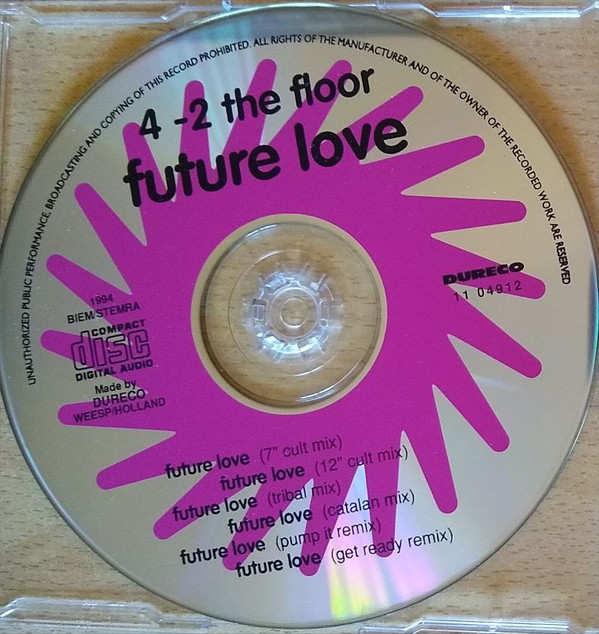 UNAUTHORIZED PUBLIC PERFORMANCE, BROADCASTING AND COPYING OF THIS RECORD PROHIBITED. ALL RIGHTS OF THE MANUFACTURER AND OF THE OWNER OF THE RECORDED WORK ARE RESERVED
4 -2 the floor
future love
DURECO
11 04912
1994
BIEM/STEMRA
COMPACT
disc
DIGITAL AUDIO
Made by
DURECO
WEESP/HOLLAND
future love (7" cult mix)
future love (12" cult mix)
future love (tribal mix)
future love (catalan mix)
future love (pump it remix)
future love (get ready remix)